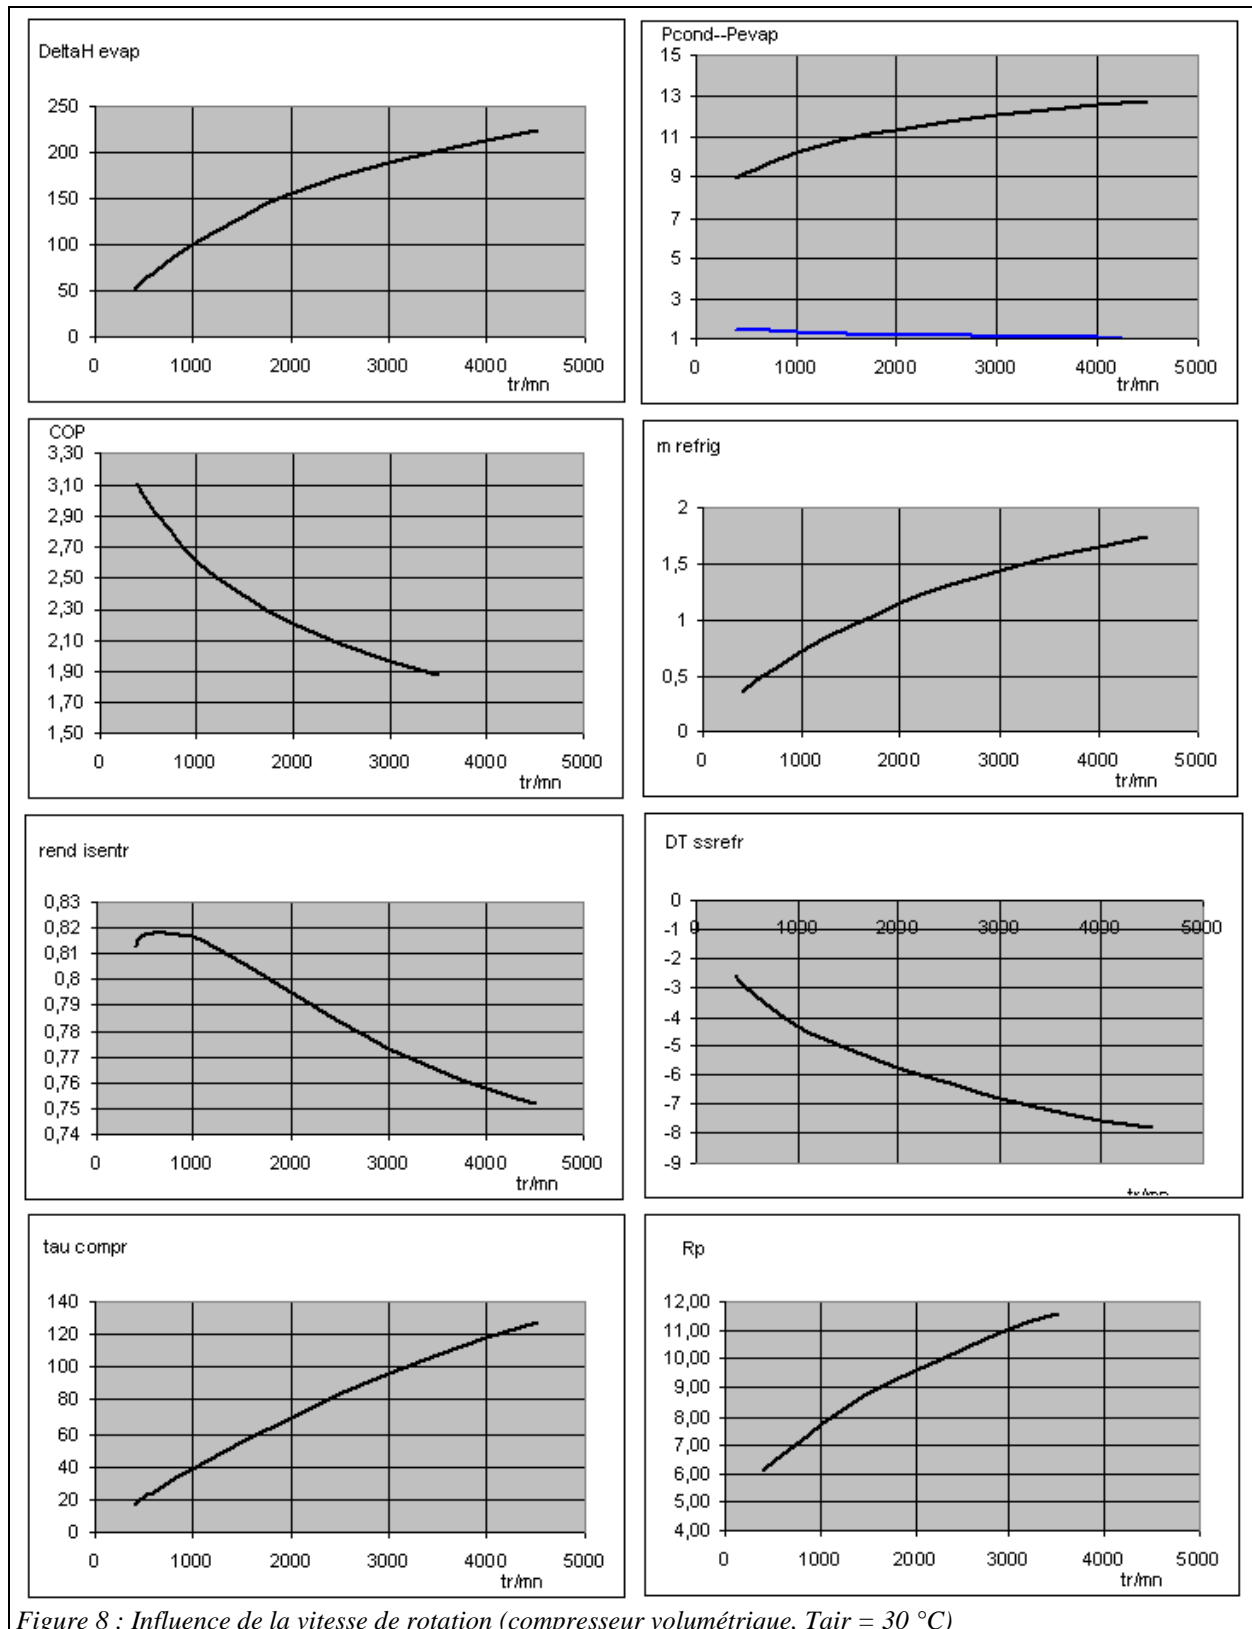 DeltaH evap
250
200
150
100
50
0
0 1000 2000 3000 4000 5000
tr/mn
Pcond--Pevap
15
13
11
9
7
5
3
1
0 1000 2000 3000 4000 5000
tr/mn
COP
3,30
3,10
2,90
2,70
2,50
2,30
2,10
1,90
1,70
1,50
0 1000 2000 3000 4000 5000
tr/mn
m refrig
2
1,5
1
0,5
0
0 1000 2000 3000 4000 5000
tr/mn
rend isentr
0,83
0,82
0,81
0,8
0,79
0,78
0,77
0,76
0,75
0,74
0 1000 2000 3000 4000 5000
tr/mn
DT ssrefr
0
-1
-2
-3
-4
-5
-6
-7
-8
-9
0 1000 2000 3000 4000 5000
tr/mn
tau compr
140
120
100
80
60
40
20
0
0 1000 2000 3000 4000 5000
tr/mn
Rp
12,00
11,00
10,00
9,00
8,00
7,00
6,00
5,00
4,00
0 1000 2000 3000 4000 5000
tr/mn
Figure 8 : Influence de la vitesse de rotation (compresseur volumétrique, Tair = 30 °C)